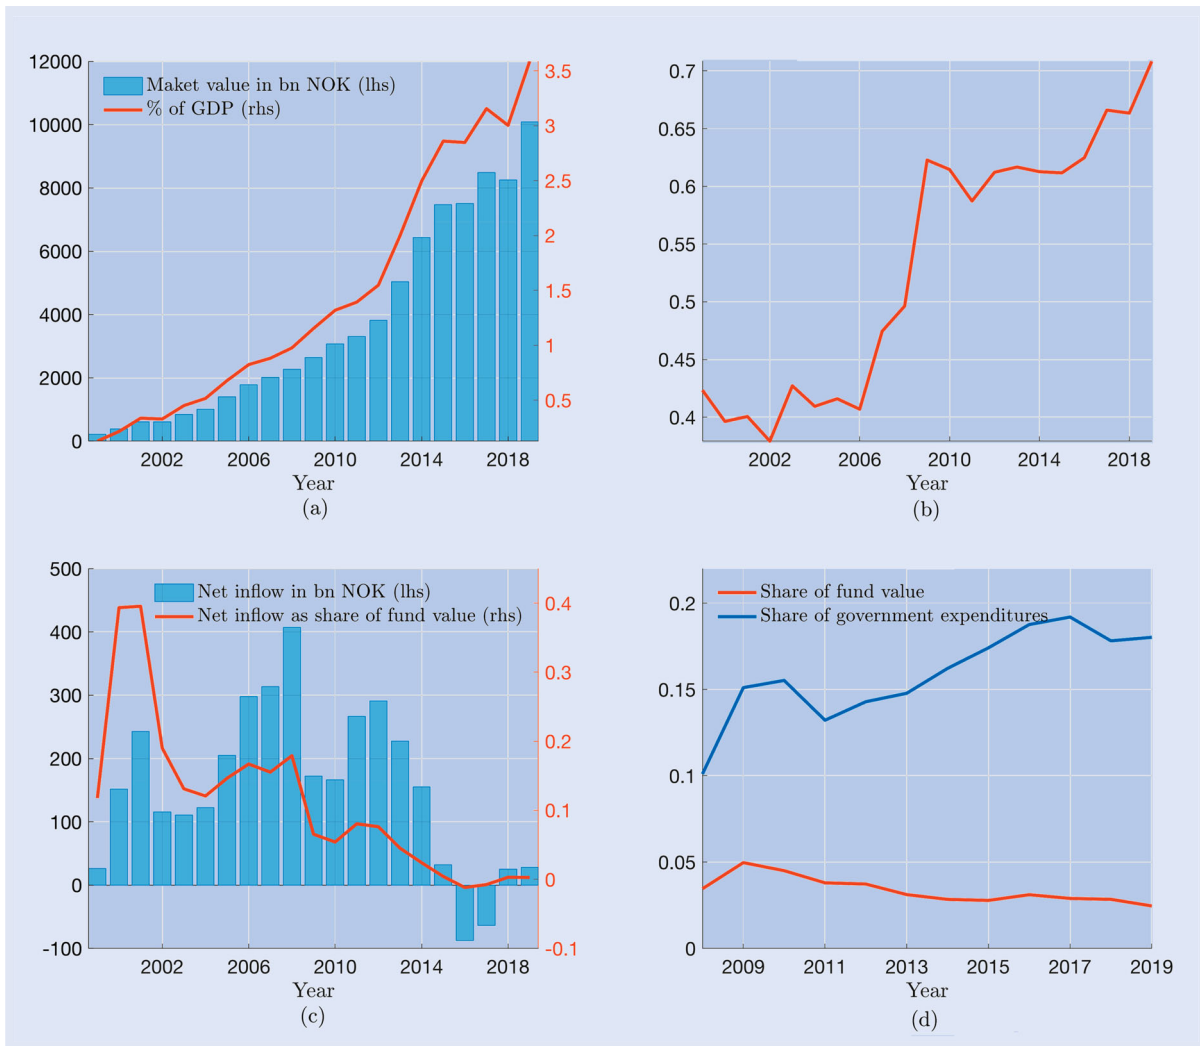 12000
10000
8000
6000
4000
2000
0
3.5
3
2.5
2
1.5
1
0.5
Maket value in bn NOK (lhs)
% of GDP (rhs)
2002 2006 2010 2014 2018
Year
(a)
0.7
0.65
0.6
0.55
0.5
0.45
0.4
2002 2006 2010 2014 2018
Year
(b)
500
400
300
200
100
0
-100
0.4
0.3
0.2
0.1
0
-0.1
Net inflow in bn NOK (lhs)
Net inflow as share of fund value (rhs)
2002 2006 2010 2014 2018
Year
(c)
0.2
0.15
0.1
0.05
0
Share of fund value
Share of government expenditures
2009 2011 2013 2015 2017 2019
Year
(d)